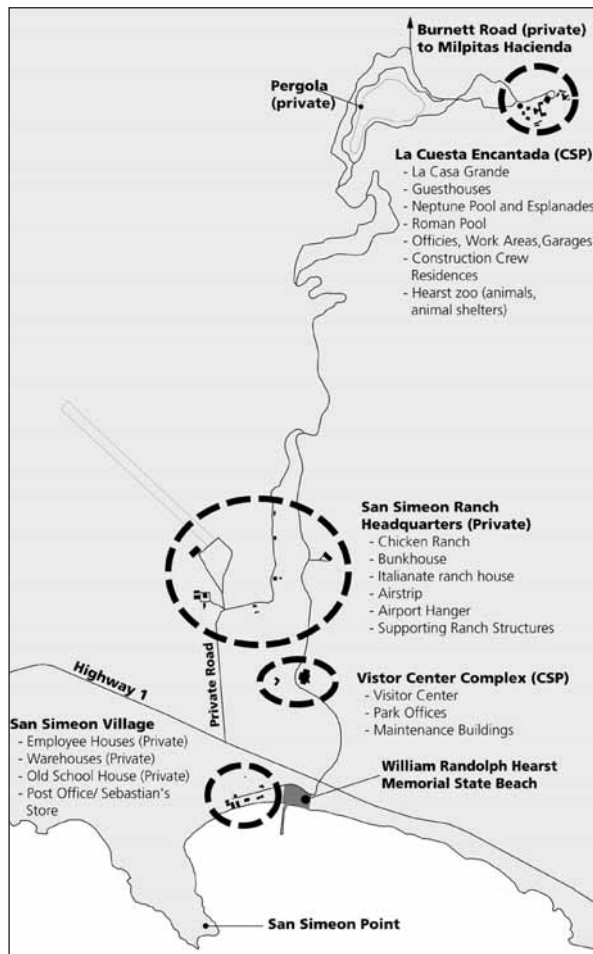 Burnett Road (private)
to Milpitas Hacienda
Pergola
(private)
La Cuesta Encantada (CSP)
- La Casa Grande
- Guesthouses
- Neptune Pool and Esplanades
- Roman Pool
- Officies, Work Areas,Garages
- Construction Crew
Residences
- Hearst zoo (animals,
animal shelters)
San Simeon Ranch
Headquarters (Private)
- Chicken Ranch
- Bunkhouse
- Italianate ranch house
- Airstrip
- Airport Hanger
- Supporting Ranch Structures
Highway 1
Private Road
Vistor Center Complex (CSP)
- Visitor Center
- Park Offices
- Maintenance Buildings
San Simeon Village
- Employee Houses (Private)
- Warehouses (Private)
- Old School House (Private)
- Post Office/ Sebastian's
Store
William Randolph Hearst
Memorial State Beach
San Simeon Point